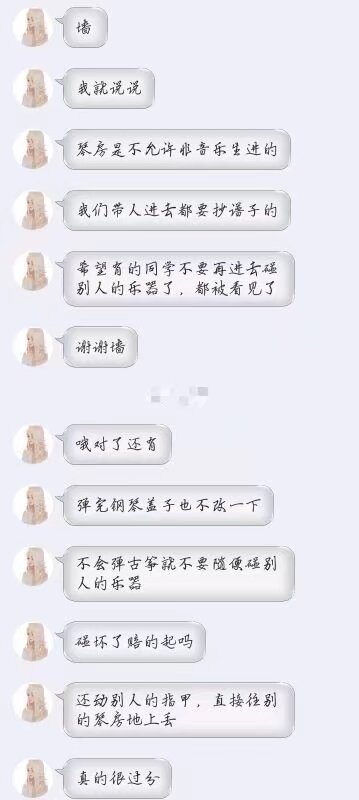 墙
我就说说
琴房是不允许非音乐生进的
我们带人进去都要抄谱子的
希望有的同学不要再进去碰
别人的乐器了，都被看见了
谢谢墙
哦对了还有
弹完钢琴盖子也不改一下
不会弹古筝就不要随便碰别
人的乐器
碰坏了赔的起吗
还动别人的指甲，直接往别
的琴房地上丢
真的很过分